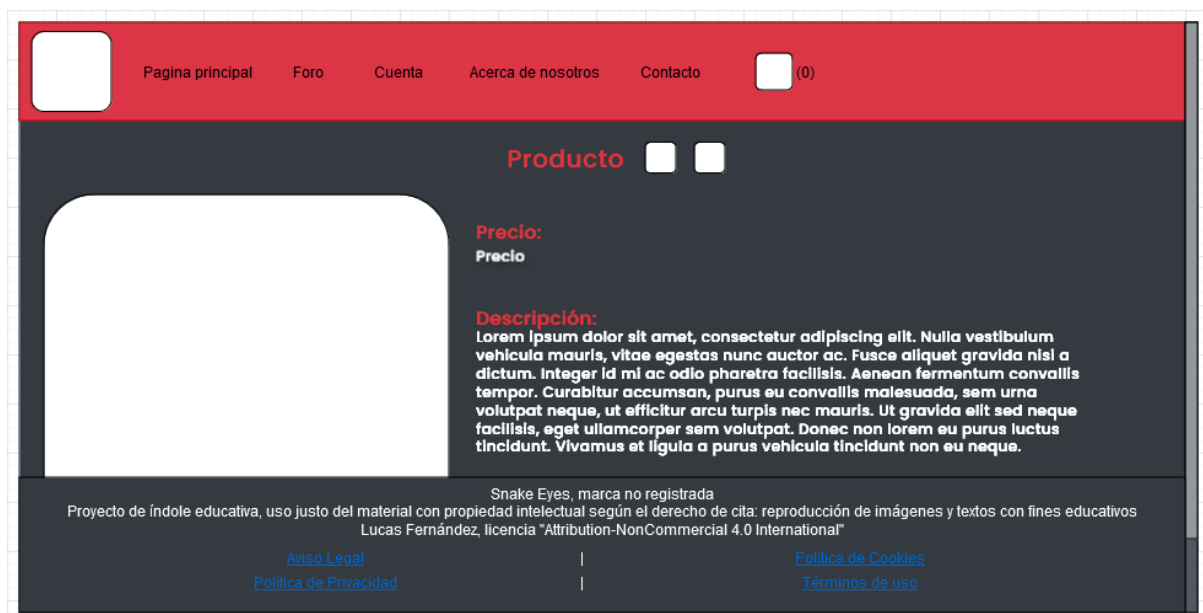 Pagina principal Foro Cuenta Acerca de nosotros Contacto (0)
Producto
Precio:
Precio
Descripción:
Lorem ipsum dolor sit amet, consectetur adipiscing elit. Nulla vestibulum
vehicula mauris, vitae egestas nunc auctor ac. Fusce aliquet gravida nisi a
dictum. Integer id mi ac odio pharetra facilisis. Aenean fermentum convallis
tempor. Curabitur accumsan, purus eu convallis malesuada, sem urna
volutpat neque, ut efficitur arcu turpis nec mauris. Ut gravida elit sed neque
facilisis, eget ullamcorper sem volutpat. Donec non lorem eu purus luctus
tincidunt. Vivamus et ligula a purus vehicula tincidunt non eu neque.
Snake Eyes, marca no registrada
Proyecto de índole educativa, uso justo del material con propiedad intelectual según el derecho de cita: reproducción de imágenes y textos con fines educativos
Lucas Fernández, licencia "Attribution-NonCommercial 4.0 International"
Aviso Legal | Política de Cookies
Política de Privacidad | Términos de uso